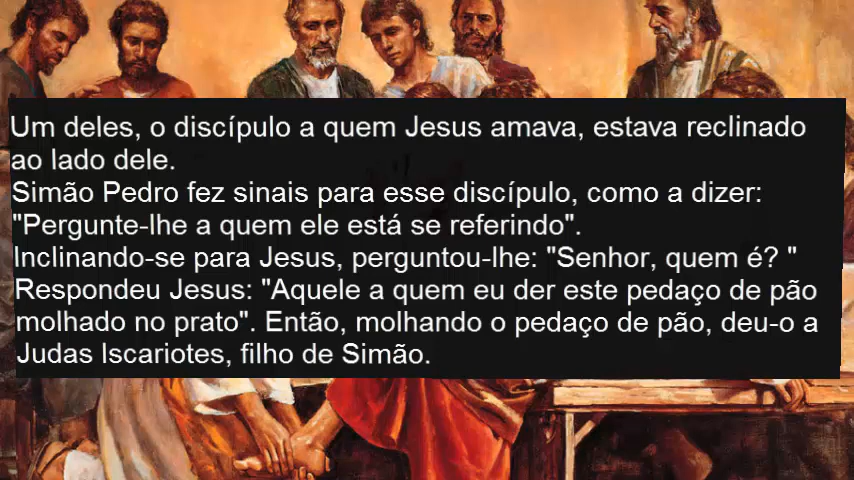 Um deles, o discípulo a quem Jesus amava, estava reclinado
ao lado dele.
Simão Pedro fez sinais para esse discípulo, como a dizer:
"Pergunte-lhe a quem ele está se referindo".
Inclinando-se para Jesus, perguntou-lhe: "Senhor, quem é? "
Respondeu Jesus: "Aquele a quem eu der este pedaço de pão
molhado no prato". Então, molhando o pedaço de pão, deu-o a
Judas Iscariotes, filho de Simão.